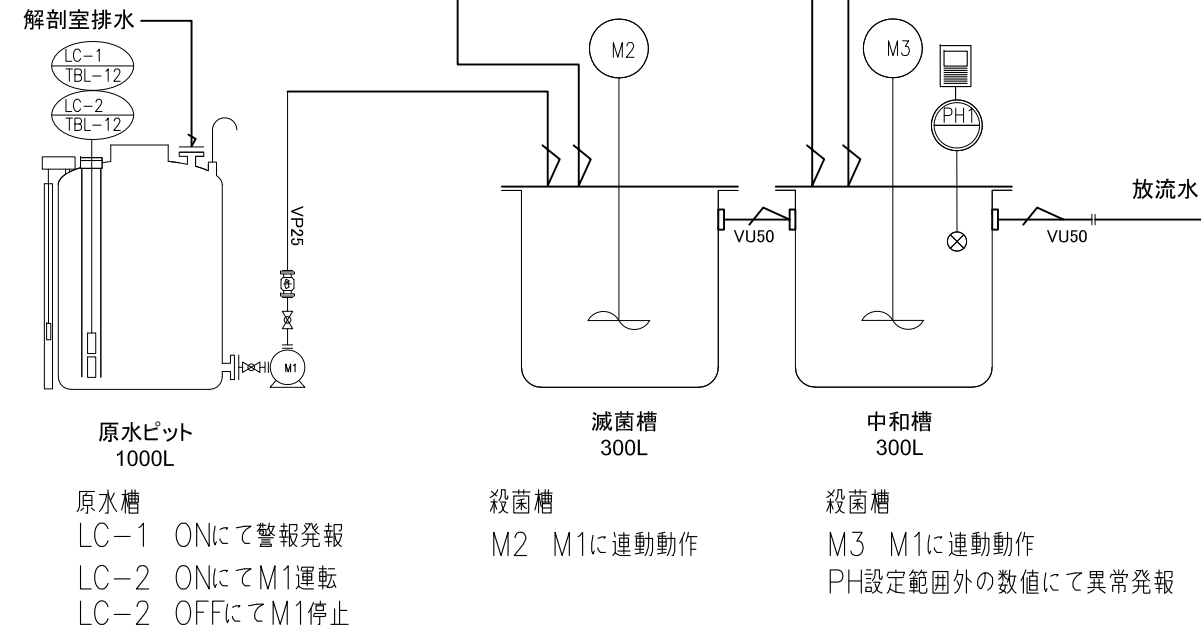 解剖室排水
LC-1
TBL-12
LC-2
TBL-12
M2
M3
PH1
VP25
放流水
VU50
VU50
M1
原水ピット
1000L
滅菌槽
300L
中和槽
300L
原水槽
LC-1 ONにて警報発報
LC-2 ONにてM1運転
LC-2 OFFにてM1停止
殺菌槽
M2 M1に連動動作
殺菌槽
M3 M1に連動動作
PH設定範囲外の数値にて異常発報